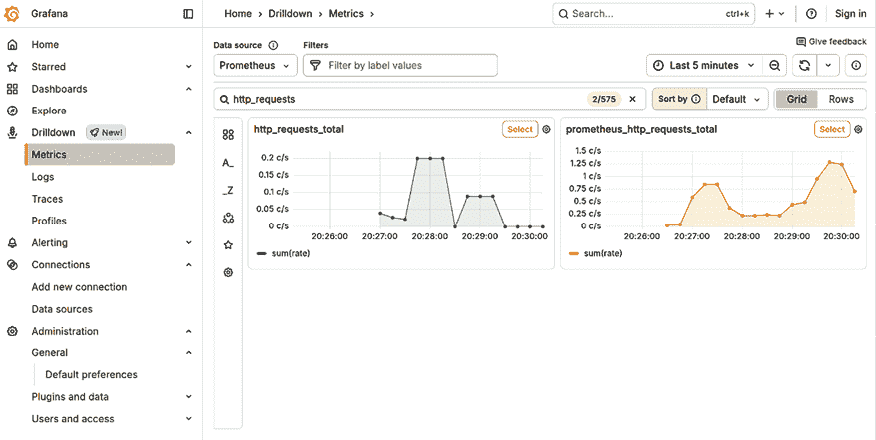 Grafana
Home > Drilldown > Metrics >
Search... ctrl+k
Sign in
Home
Starred
Dashboards
Explore
Drilldown New!
Metrics
Logs
Traces
Profiles
Alerting
Connections
Add new connection
Data sources
Administration
General
Default preferences
Plugins and data
Users and access
Give feedback
Data source Filters
Prometheus Filter by label values Last 5 minutes
http_requests 2/575 Sort by Default Grid Rows
A_
_Z
http_requests_total Select
0.2 c/s
0.15 c/s
0.1 c/s
0.05 c/s
0 c/s
20:26:00 20:27:00 20:28:00 20:29:00 20:30:00
sum(rate)
prometheus_http_requests_total Select
1.5 c/s
1.25 c/s
1 c/s
0.75 c/s
0.5 c/s
0.25 c/s
0 c/s
20:26:00 20:27:00 20:28:00 20:29:00 20:30:00
sum(rate)